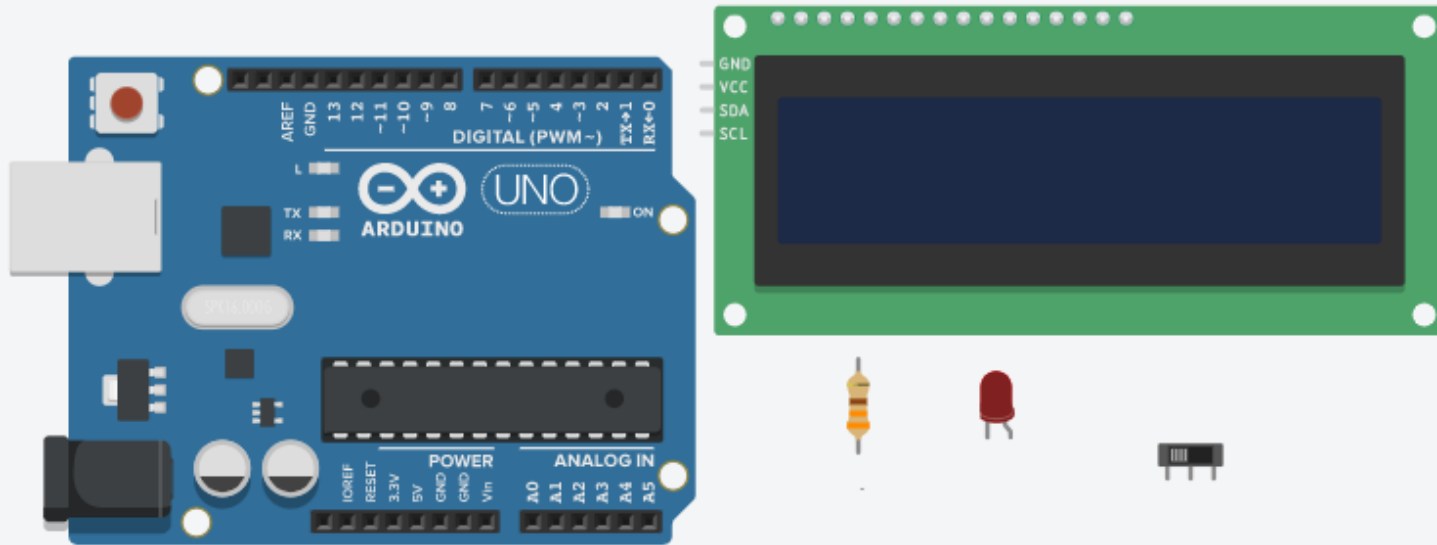 AREF
GND
13
12
~11
~10
~9
8
7
~6
~5
4
~3
2
TX→1
RX←0
DIGITAL (PWM ~)
L
TX
RX
ARDUINO
UNO
ON
POWER
ANALOG IN
IOREF
RESET
3.3V
5V
GND
GND
Vin
A0
A1
A2
A3
A4
A5
GND
VCC
SDA
SCL